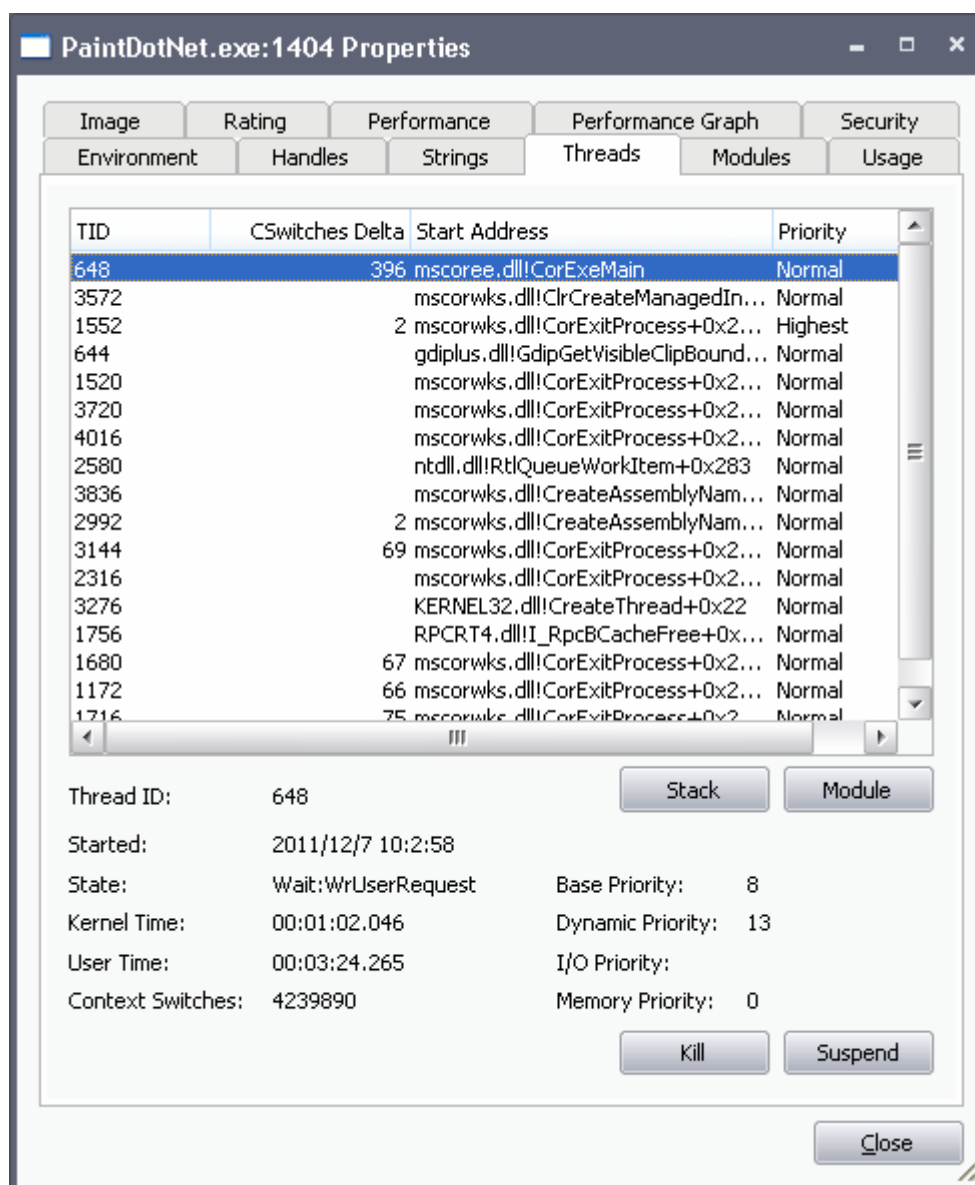 PaintDotNet.exe:1404 Properties
Image Rating Performance Performance Graph Security
Environment Handles Strings Threads Modules Usage
TID CSwitches Delta Start Address Priority
648 396 mscoree.dll!CorExeMain Normal
3572 mscorwks.dll!ClrCreateManagedIn... Normal
1552 2 mscorwks.dll!CorExitProcess+0x2... Highest
644 gdiplus.dll!GdipGetVisibleClipBound... Normal
1520 mscorwks.dll!CorExitProcess+0x2... Normal
3720 mscorwks.dll!CorExitProcess+0x2... Normal
4016 mscorwks.dll!CorExitProcess+0x2... Normal
2580 ntdll.dll!RtlQueueWorkItem+0x283 Normal
3836 mscorwks.dll!CreateAssemblyNam... Normal
2992 2 mscorwks.dll!CreateAssemblyNam... Normal
3144 69 mscorwks.dll!CorExitProcess+0x2... Normal
2316 mscorwks.dll!CorExitProcess+0x2... Normal
3276 KERNEL32.dll!CreateThread+0x22 Normal
1756 RPCRT4.dll!I_RpcBCacheFree+0x... Normal
1680 67 mscorwks.dll!CorExitProcess+0x2... Normal
1172 66 mscorwks.dll!CorExitProcess+0x2... Normal
1716 75 mscorwks.dll!CorExitProcess+0x2... Normal
Thread ID: 648 Stack Module
Started: 2011/12/7 10:2:58
State: Wait:WrUserRequest Base Priority: 8
Kernel Time: 00:01:02.046 Dynamic Priority: 13
User Time: 00:03:24.265 I/O Priority:
Context Switches: 4239890 Memory Priority: 0
Kill Suspend
Close